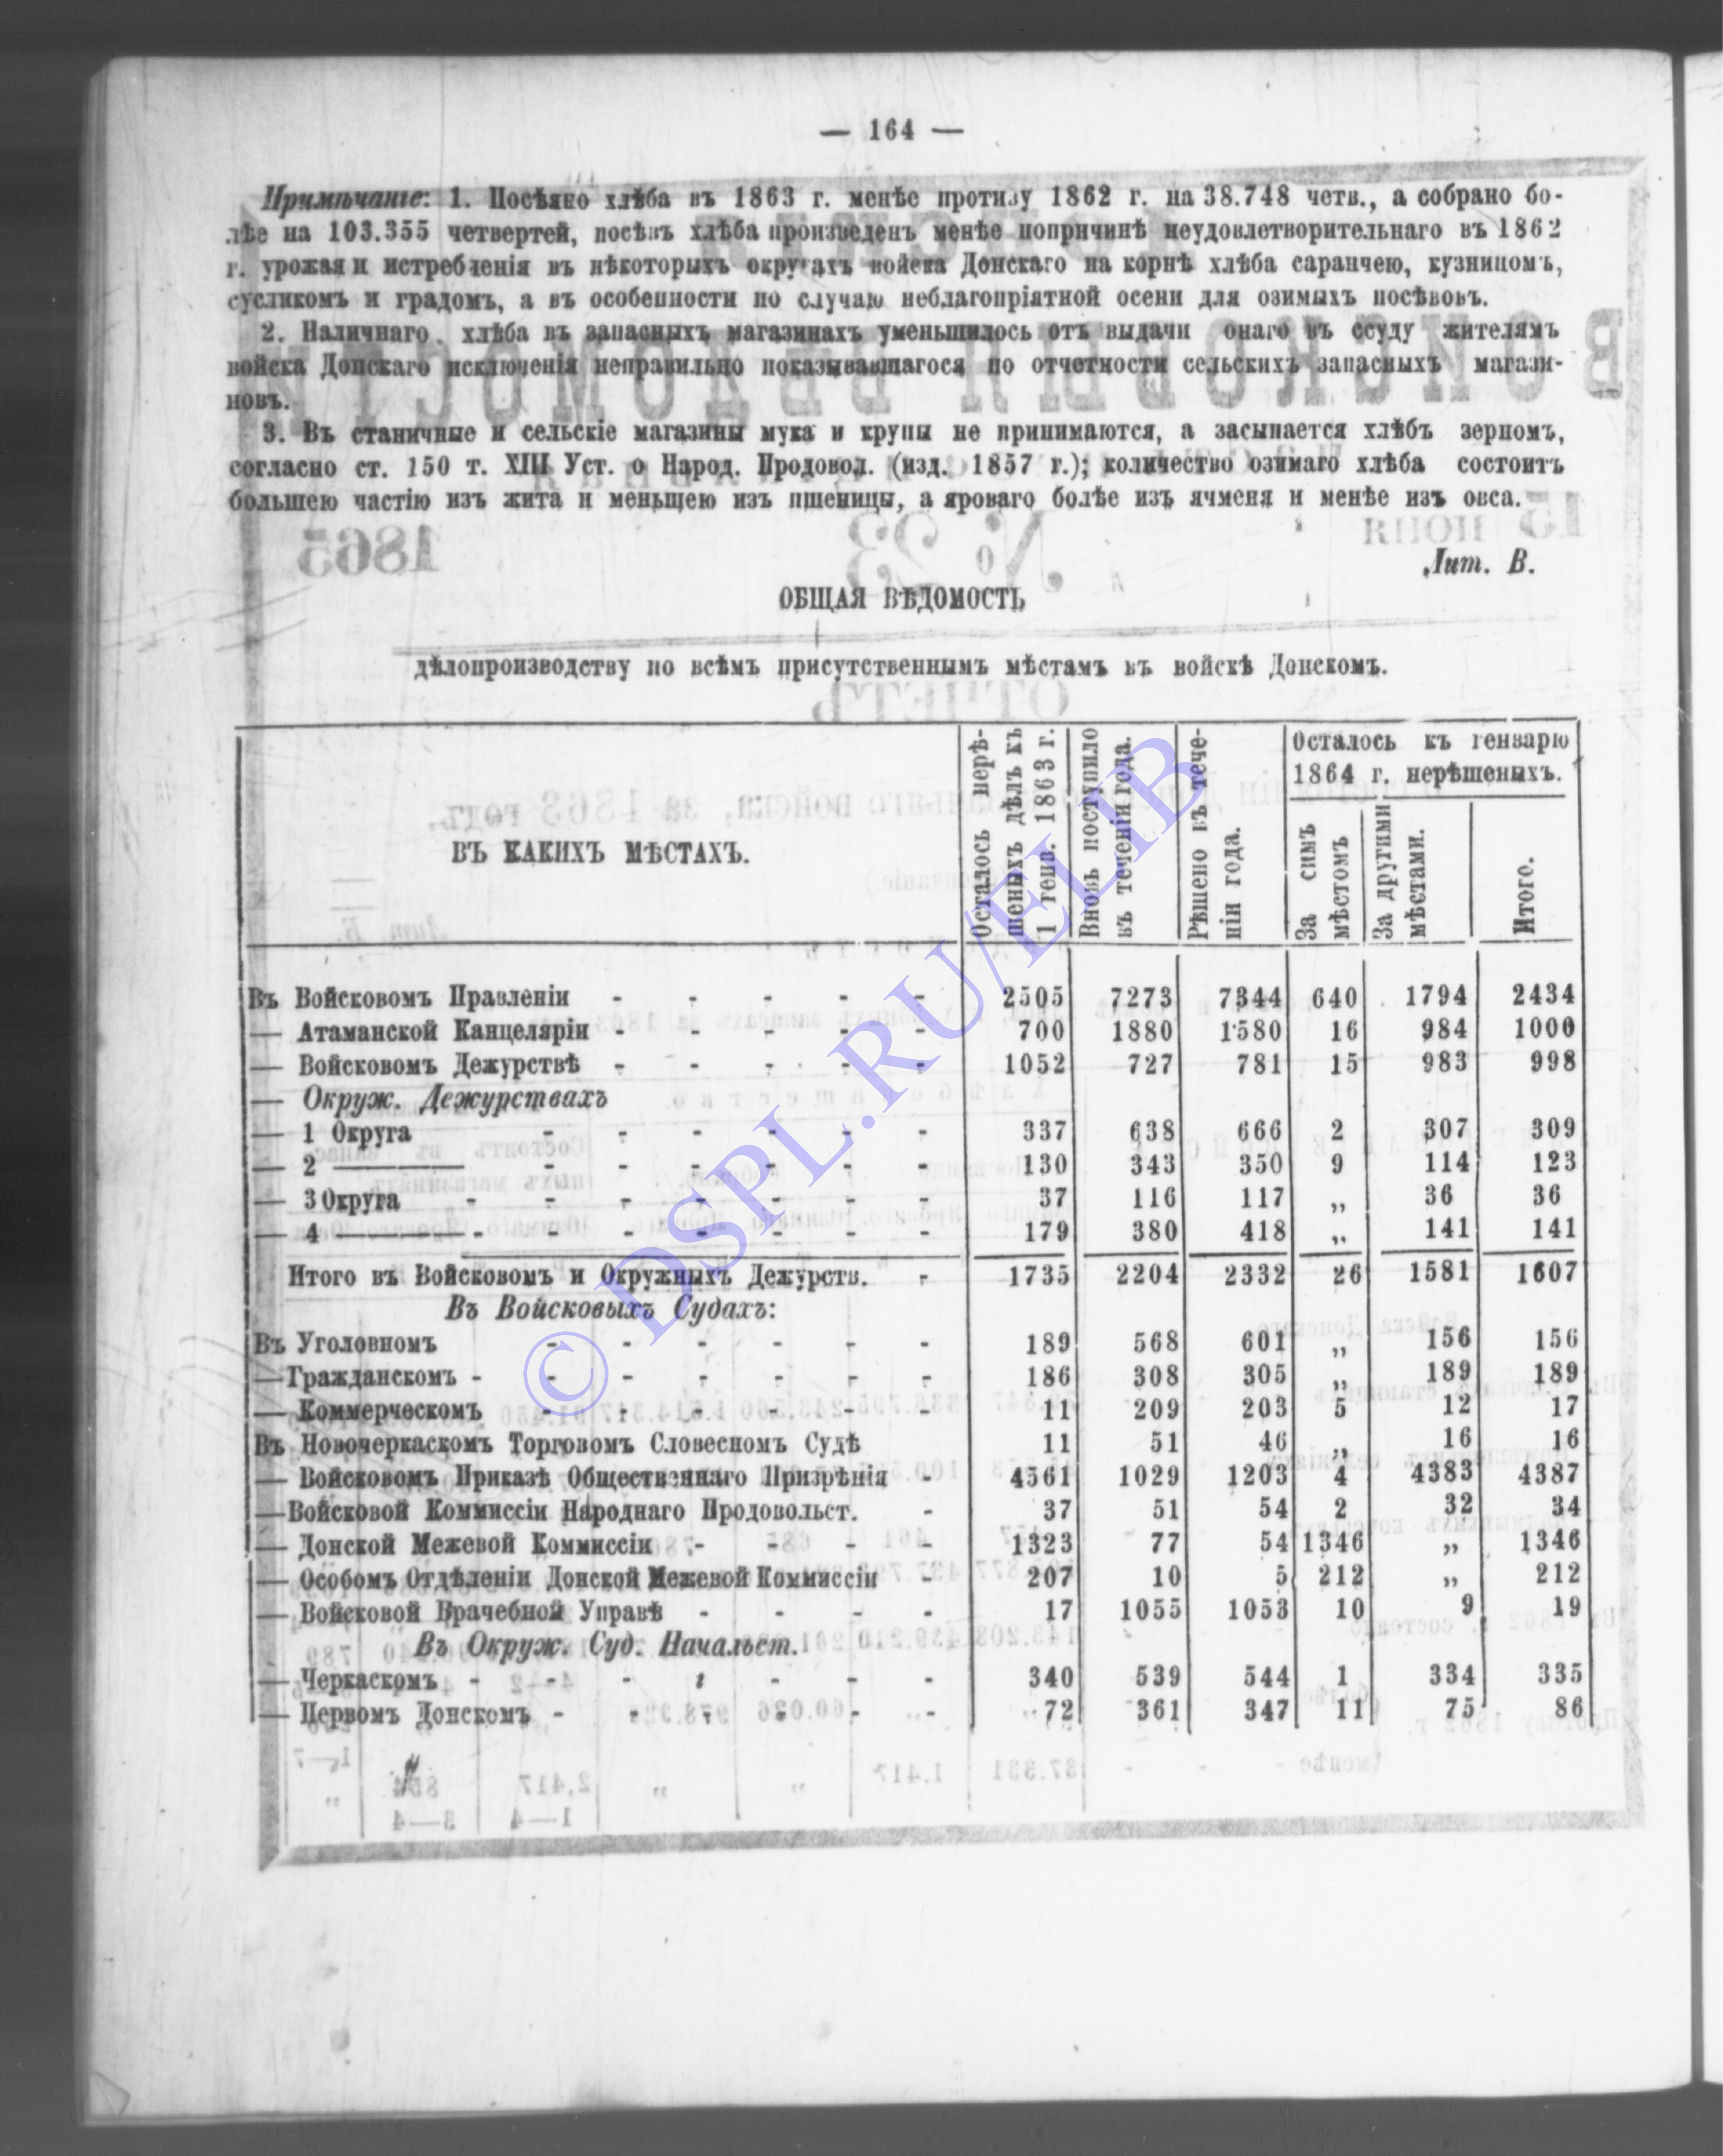 — 164 —
Примѣчаніе: 1. Посѣяно хлѣба въ 1863 г. менѣе противу 1862 г. на 38.748 четв., а собрано бо-
лѣе на 103.355 четвертей, посѣвъ хлѣба произведенъ менѣе попричинѣ неудовлетворительнаго въ 1862
г. урожая и истребленія въ нѣкоторыхъ округахъ войска Донскаго на корнѣ хлѣба саранчею, кузницомъ,
сусликомъ и градомъ, а въ особенности по случаю неблагопріятной осени для озимыхъ посѣвовъ.
2. Наличнаго хлѣба въ запасныхъ магазинахъ уменьшилось отъ выдачи онаго въ ссуду жителямъ
войска Донскаго исключенія неправильно показывавшагося по отчетности сельскихъ запасныхъ магази-
новъ.
3. Въ станичные и сельскіе магазины мука и крупы не принимаются, а засыпается хлѣбъ зерномъ,
согласно ст. 150 т. XIII Уст. о Народ. Продовол. (изд. 1857 г.); количество озимаго хлѣба состоитъ
большею частію изъ жита и меньщею изъ пшеницы, а яроваго болѣе изъ ячменя и менѣе изъ овса.
Лит. В.
ОБЩАЯ ВѢДОМОСТЬ
дѣлопроизводству по всѣмъ присутственнымъ мѣстамъ въ войскѣ Донскомъ.
ВЪ КАКИХЪ МѢСТАХЪ.
Осталось нерѣ-
шеныхъ дѣлъ къ
1 генв. 1863 г.
Вновь поступило
въ теченіи года.
Рѣшено въ тече-
ніи года.
Осталось къ генварю
1864 г. нерѣшеныхъ.
За симъ
мѣстомъ
За другими
мѣстами.
Итого.
Въ Войсковомъ Правленіи - - - - - 2505 7273 7344 640 1794 2434
— Атаманской Канцеляріи - - - - - 700 1880 1580 16 984 1000
— Войсковомъ Дежурствѣ - - - - - 1052 727 781 15 983 998
— Окруж. Дежурствахъ
— 1 Округа - - - - - - 337 638 666 2 307 309
— 2 ——— - - - - - - 130 343 350 9 114 123
— 3 Округа - - - - - - - 37 116 117 „ 36 36
— 4 ——— - - - - - - - 179 380 418 „ 141 141
Итого въ Войсковомъ и Окружныхъ Дежурств. - 1735 2204 2332 26 1581 1607
Въ Войсковыхъ Судахъ:
Въ Уголовномъ - - - - - - 189 568 601 „ 156 156
—Гражданскомъ - - - - - - - 186 308 305 „ 189 189
— Коммерческомъ - - - - - - 11 209 203 5 12 17
Въ Новочеркаскомъ Торговомъ Словесномъ Судѣ 11 51 46 „ 16 16
— Войсковомъ Приказѣ Общественнаго Призрѣнія - 4561 1029 1203 4 4383 4387
—Войсковой Коммиссіи Народнаго Продовольст. - 37 51 54 2 32 34
— Донской Межевой Коммиссіи - - - - 1323 77 54 1346 „ 1346
— Особомъ Отдѣленіи Донской Межевой Коммиссіи - 207 10 5 212 „ 212
— Войсковой Врачебной Управѣ - - - - 17 1055 1053 10 9 19
Въ Окруж. Суд. Начальст.
— Черкаскомъ - - - - - - - 340 539 544 1 334 335
— Первомъ Донскомъ - - - - - - 72 361 347 11 75 86
© DSPL.RU/ELIB